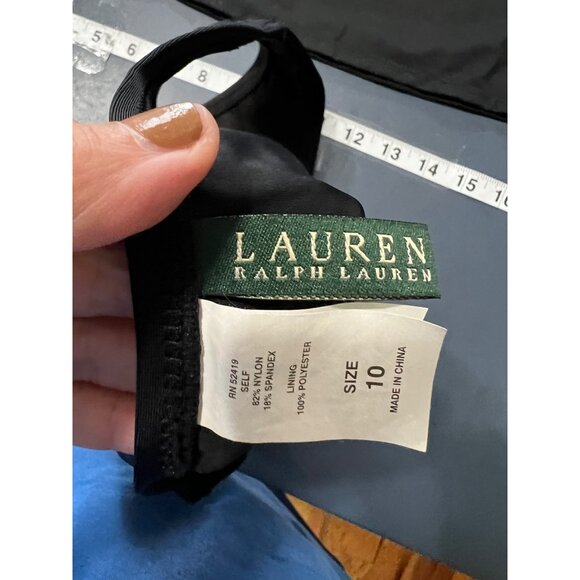 5 6 8
12 13 14 15 16
LAUREN
RALPH LAUREN
RN 52419
SELF
82% NYLON
18% SPANDEX
LINING
100% POLYESTER
SIZE
10
MADE IN CHINA